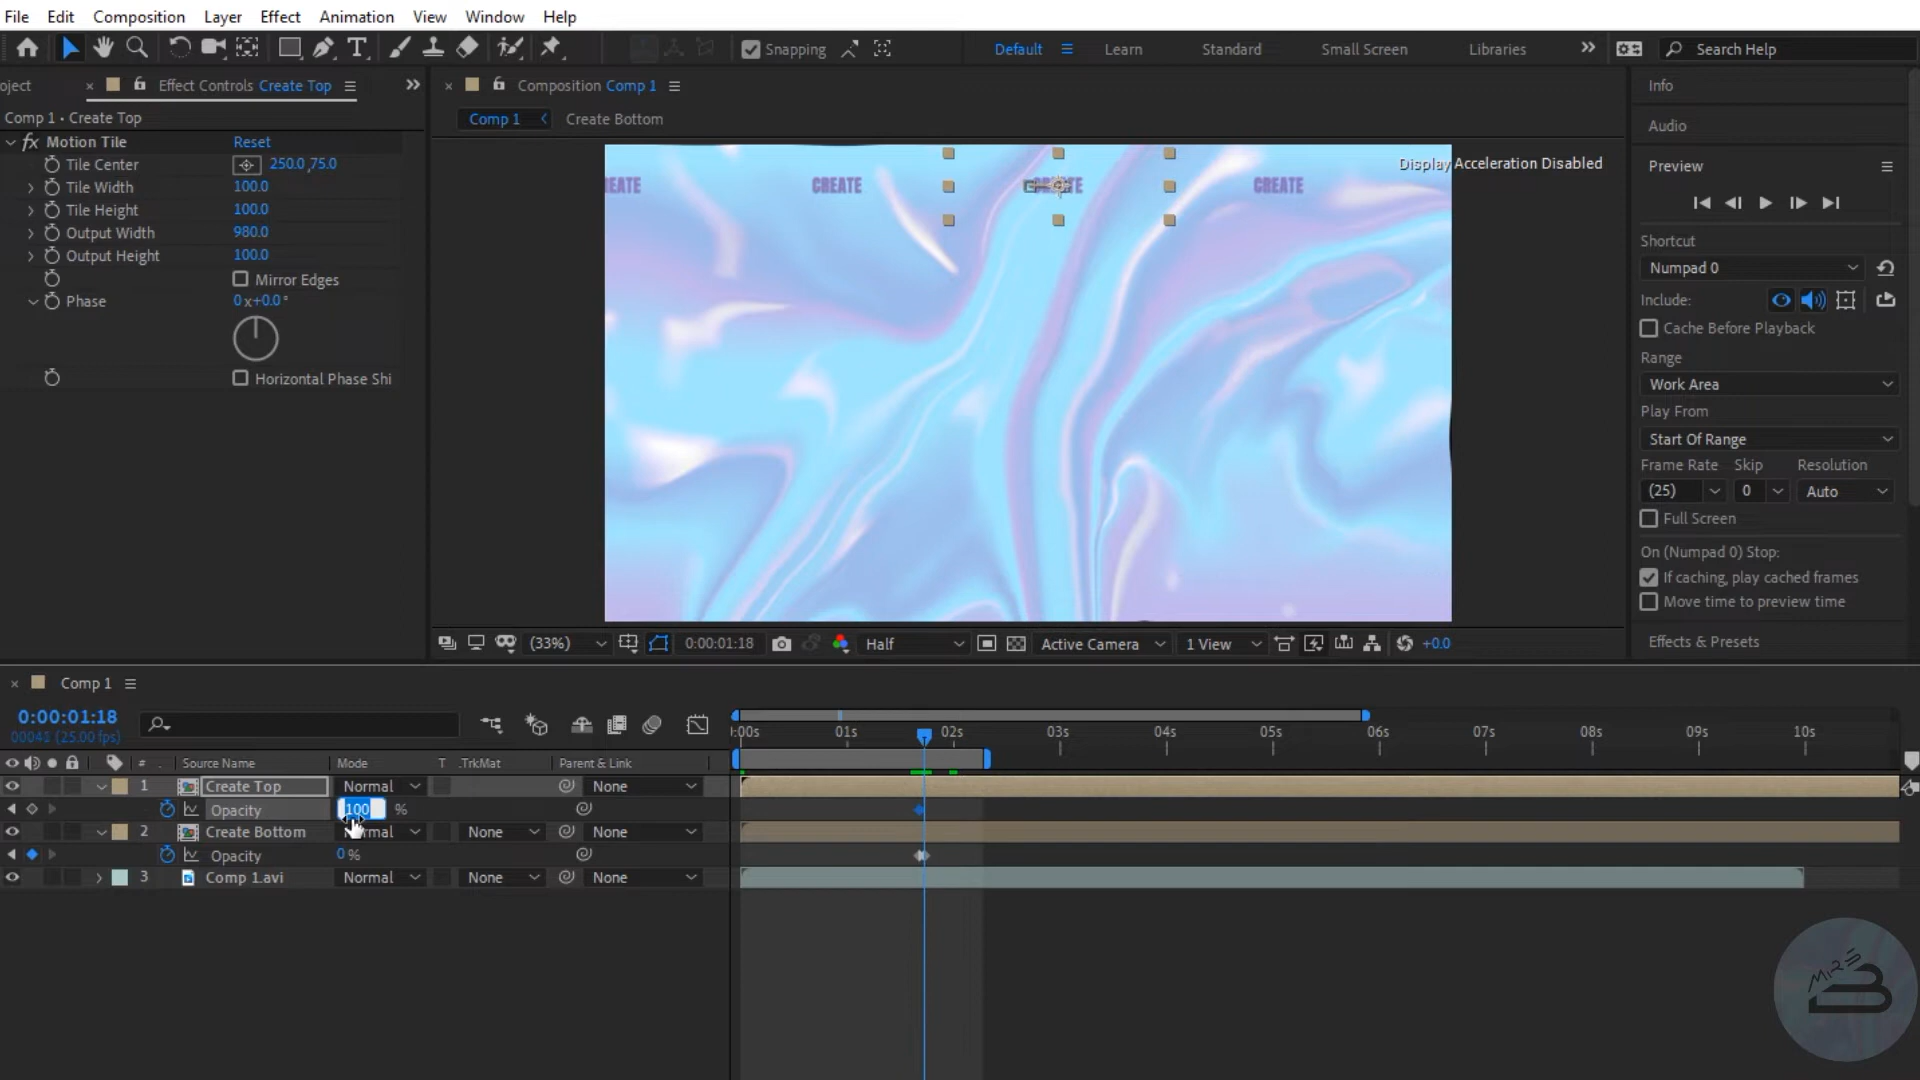 File Edit Composition Layer Effect Animation View Window Help
Snapping Default Learn Standard Small Screen Libraries Search Help
oject Effect Controls Create Top
Comp 1 • Create Top
fx Motion Tile Reset
Tile Center 250.0,75.0
Tile Width 100.0
Tile Height 100.0
Output Width 980.0
Output Height 100.0
Mirror Edges
Phase 0x+0.0°
Horizontal Phase Shi
Composition Comp 1
Comp 1 Create Bottom
Display Acceleration Disabled
EATE CREATE CREATE CREATE
(33%) 0:00:01:18 Half Active Camera 1 View +0.0
Info
Audio
Preview
Shortcut
Numpad 0
Include:
Cache Before Playback
Range
Work Area
Play From
Start Of Range
Frame Rate Skip Resolution
(25) 0 Auto
Full Screen
On (Numpad 0) Stop:
If caching, play cached frames
Move time to preview time
Effects & Presets
Comp 1
0:00:01:18
00041 (25.00 fps)
:00s 01s 02s 03s 04s 05s 06s 07s 08s 09s 10s
# Source Name Mode T .TrkMat Parent & Link
1 Create Top Normal None
Opacity 100 %
2 Create Bottom Normal None None
Opacity 0 %
3 Comp 1.avi Normal None None